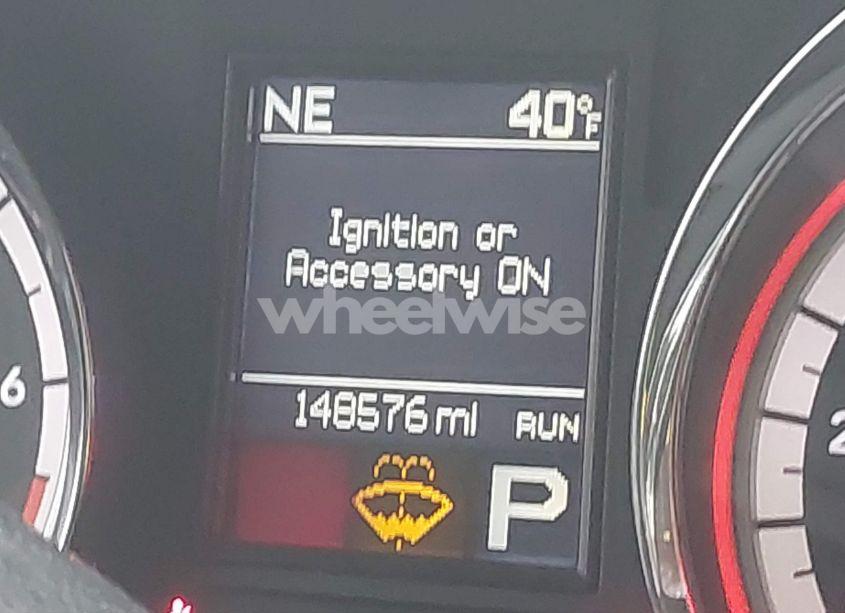 NE 40°F
Ignition or
Accessory ON
wheelwise
148576 mi RUN
P
6
2